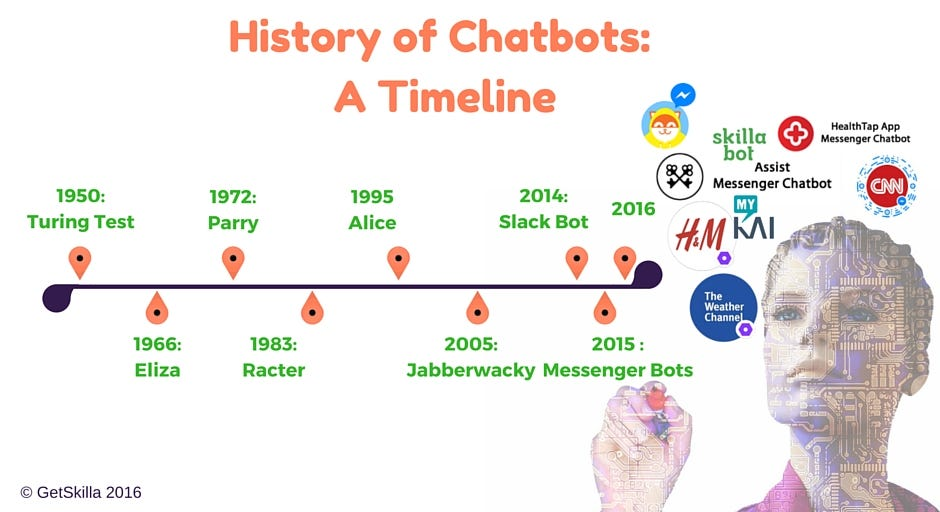 History of Chatbots:
A Timeline
1950:
Turing Test
1972:
Parry
1995
Alice
2014:
Slack Bot
2016
1966:
Eliza
1983:
Racter
2005:
Jabberwacky
2015 :
Messenger Bots
skilla
bot
HealthTap App
Messenger Chatbot
Assist
Messenger Chatbot
CNN
H&M
MY
KAI
The
Weather
Channel
© GetSkilla 2016